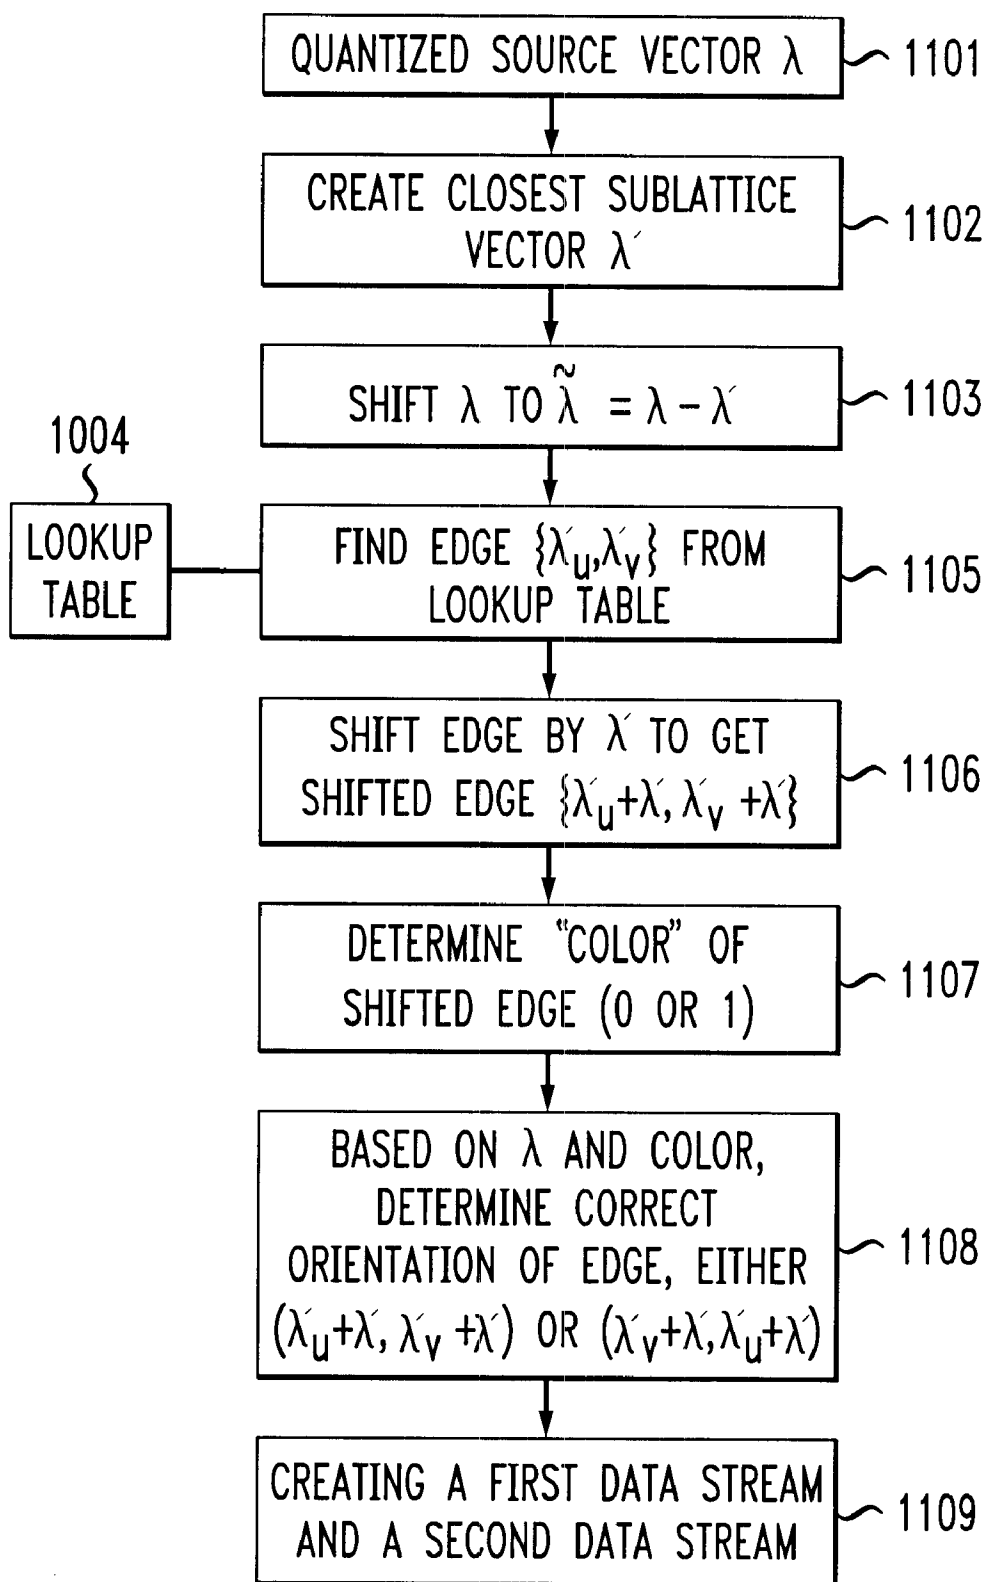 QUANTIZED SOURCE VECTOR λ
1101
CREATE CLOSEST SUBLATTICE
VECTOR λ′
1102
SHIFT λ TO λ̃ = λ – λ′
1103
1004
LOOKUP
TABLE
FIND EDGE {λ′u,λ′v} FROM
LOOKUP TABLE
1105
SHIFT EDGE BY λ′ TO GET
SHIFTED EDGE {λ′u+λ′, λ′v +λ′}
1106
DETERMINE "COLOR" OF
SHIFTED EDGE (0 OR 1)
1107
BASED ON λ AND COLOR,
DETERMINE CORRECT
ORIENTATION OF EDGE, EITHER
(λ′u+λ′, λ′v +λ′) OR (λ′v+λ′,λ′u+λ′)
1108
CREATING A FIRST DATA STREAM
AND A SECOND DATA STREAM
1109